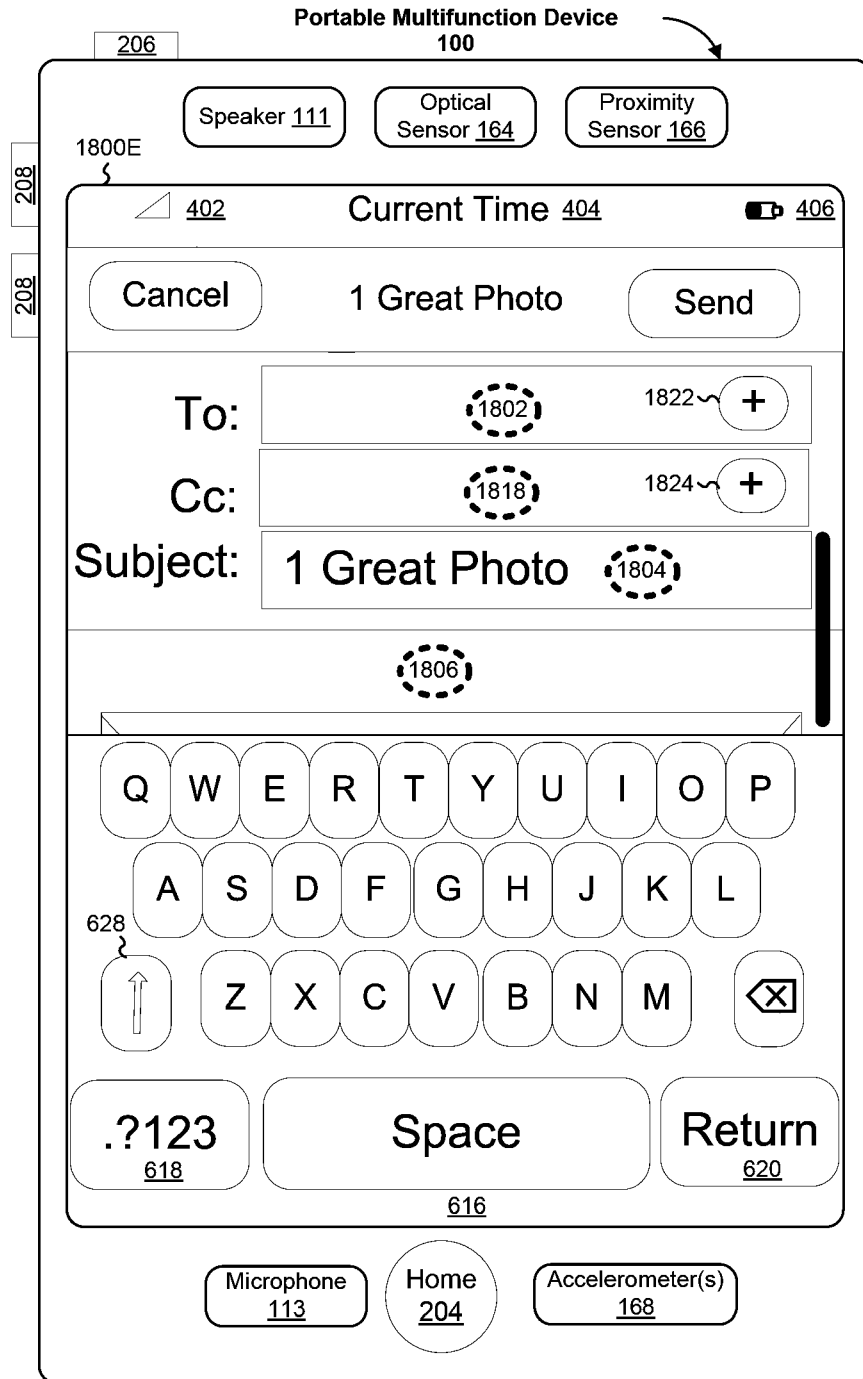 Portable Multifunction Device
100
206
Speaker 111
Optical
Sensor 164
Proximity
Sensor 166
1800E
208
402
Current Time 404
406
208
Cancel
1 Great Photo
Send
To:
1802
1822
+
Cc:
1818
1824
+
Subject:
1 Great Photo
1804
1806
Q W E R T Y U I O P
A S D F G H J K L
628
Z X C V B N M
.?123
618
Space
Return
620
616
Microphone
113
Home
204
Accelerometer(s)
168